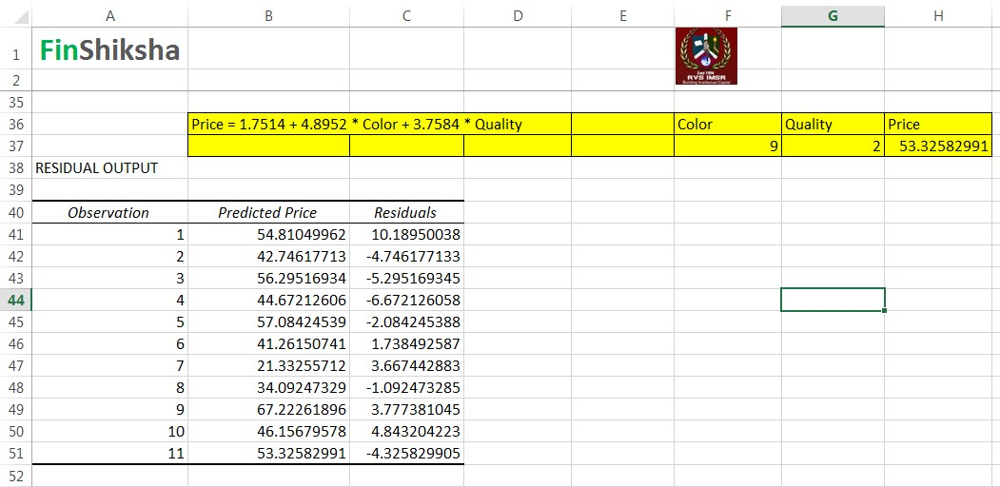 A B C D E F G H
1 FinShiksha
Estd 1994
RVS IMSR
Building Intellectual Capital
2
35
36 Price = 1.7514 + 4.8952 * Color + 3.7584 * Quality Color Quality Price
37 9 2 53.32582991
38 RESIDUAL OUTPUT
39
40 Observation Predicted Price Residuals
41 1 54.81049962 10.18950038
42 2 42.74617713 -4.746177133
43 3 56.29516934 -5.295169345
44 4 44.67212606 -6.672126058
45 5 57.08424539 -2.084245388
46 6 41.26150741 1.738492587
47 7 21.33255712 3.667442883
48 8 34.09247329 -1.092473285
49 9 67.22261896 3.777381045
50 10 46.15679578 4.843204223
51 11 53.32582991 -4.325829905
52